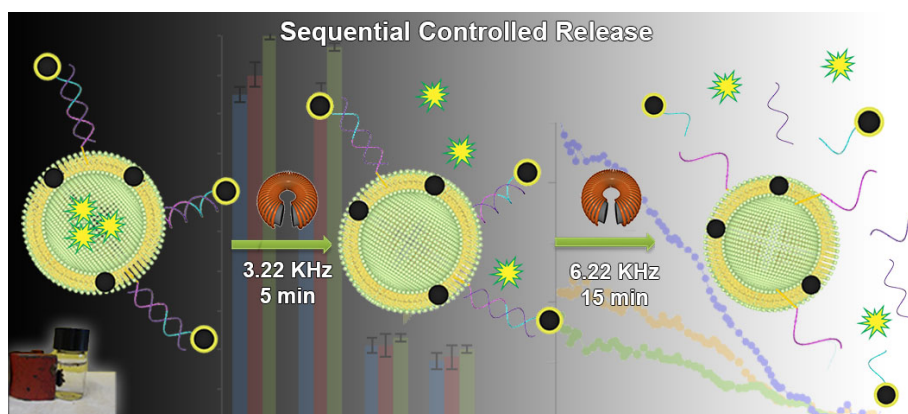 Sequential Controlled Release
3.22 KHz
5 min
6.22 KHz
15 min